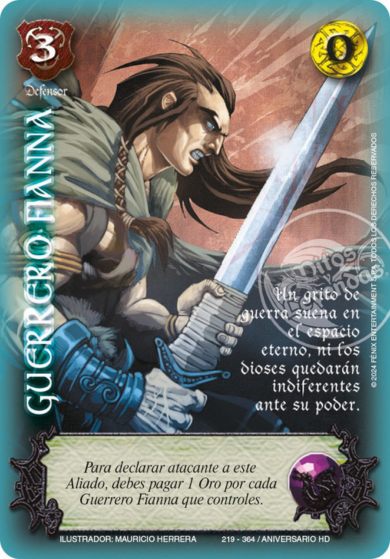 3
0
Defensor
GUERRERO FIANNA
Un grito de
guerra suena en
el espacio
eterno, ni los
dioses quedarán
indiferentes
ante su poder.
© 2024 FÉNIX ENTERTAINMENT TODOS LOS DERECHOS RESERVADOS
Para declarar atacante a este
Aliado, debes pagar 1 Oro por cada
Guerrero Fianna que controles.
ILUSTRADOR: MAURICIO HERRERA 219 - 364 / ANIVERSARIO HD